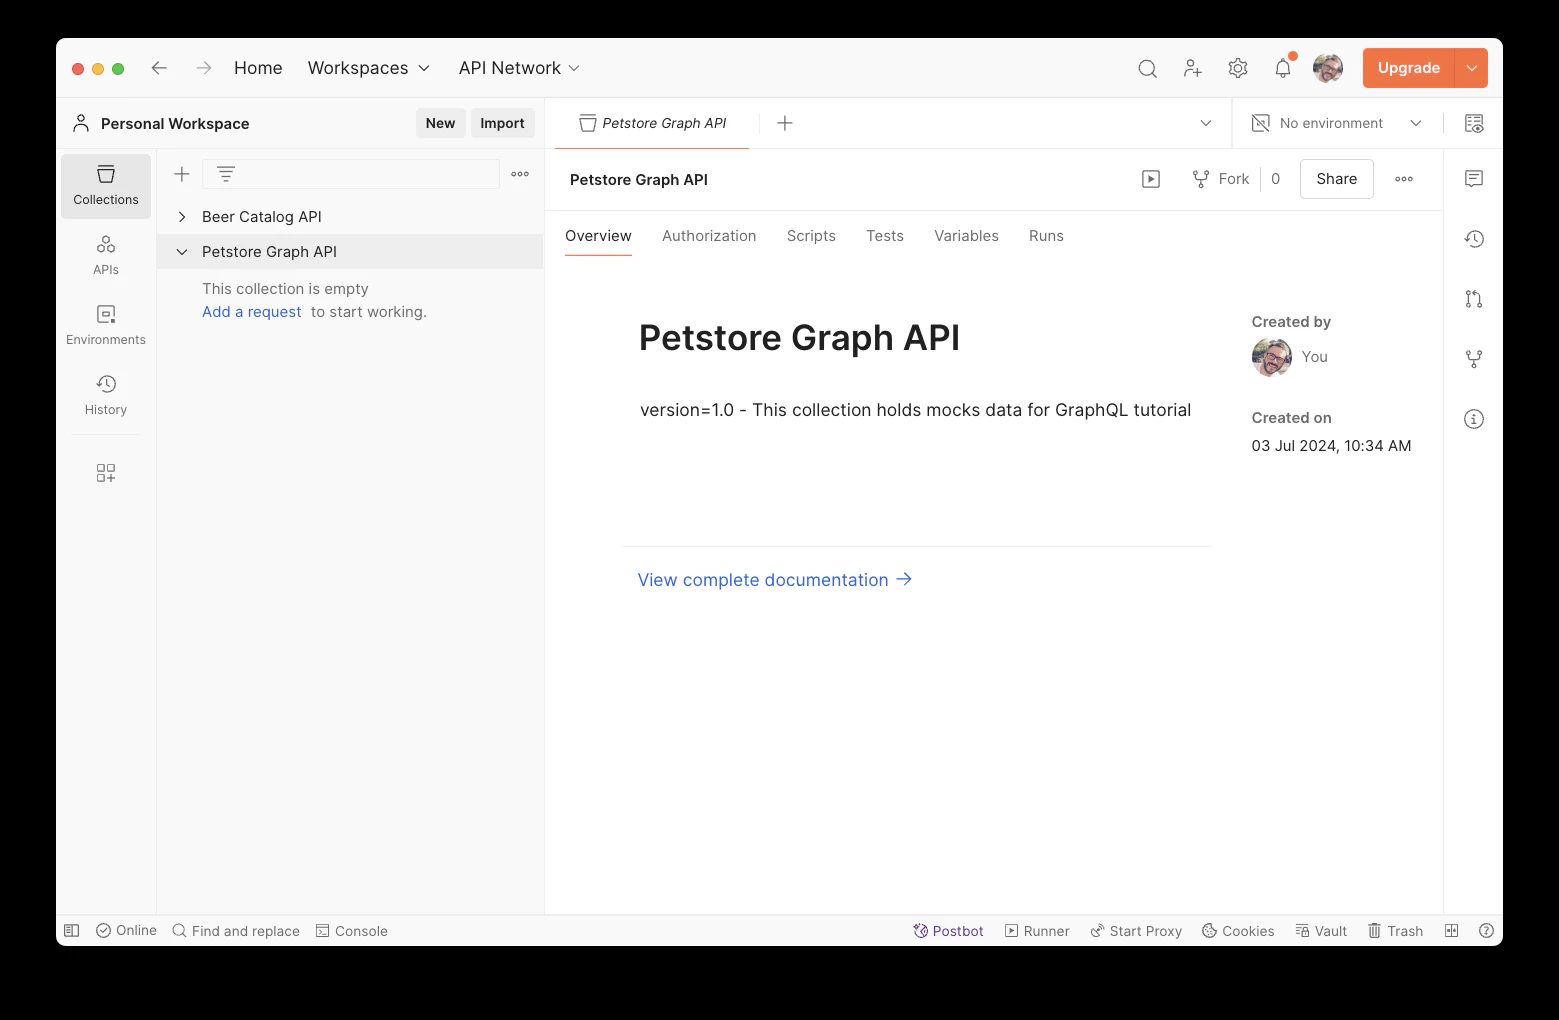 Home Workspaces API Network Upgrade
Personal Workspace New Import Petstore Graph API No environment
Collections
APIs
Environments
History
Beer Catalog API
Petstore Graph API
This collection is empty
Add a request to start working.
Petstore Graph API Fork 0 Share
Overview Authorization Scripts Tests Variables Runs
Petstore Graph API
version=1.0 - This collection holds mocks data for GraphQL tutorial
View complete documentation →
Created by
You
Created on
03 Jul 2024, 10:34 AM
Online Find and replace Console Postbot Runner Start Proxy Cookies Vault Trash